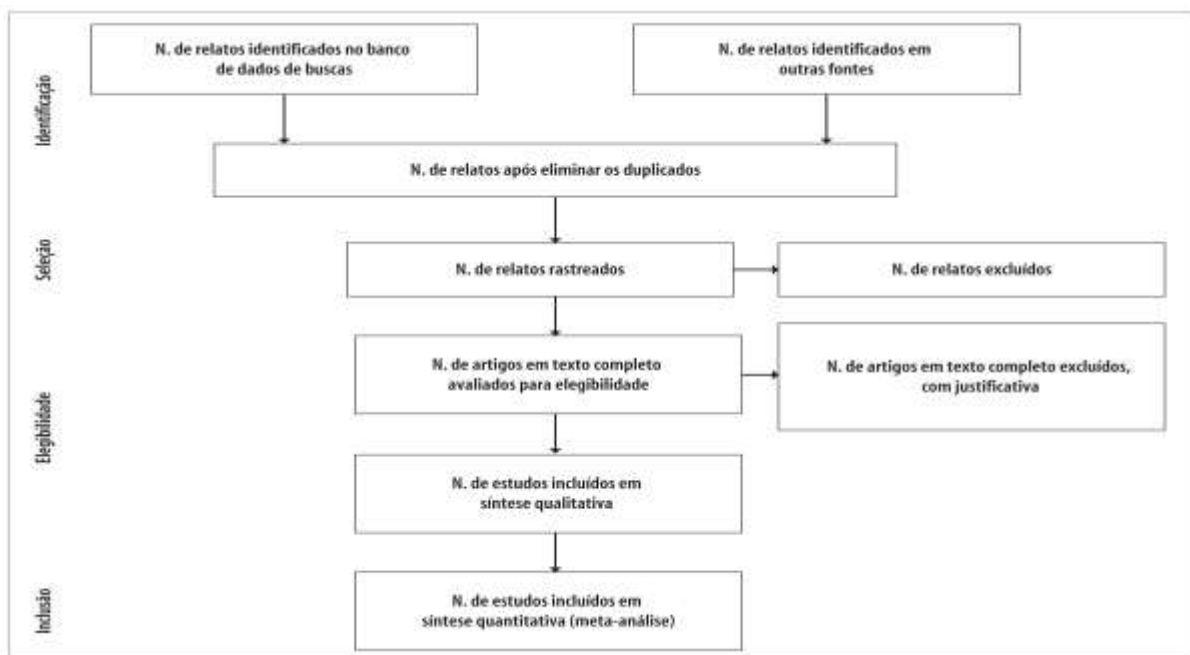 Identificação
N. de relatos identificados no banco
de dados de buscas
N. de relatos identificados em
outras fontes
N. de relatos após eliminar os duplicados
Seleção
N. de relatos rastreados
N. de relatos excluídos
Elegibilidade
N. de artigos em texto completo
avaliados para elegibilidade
N. de artigos em texto completo excluídos,
com justificativa
N. de estudos incluídos em
síntese qualitativa
Inclusão
N. de estudos incluídos em
síntese quantitativa (meta-análise)